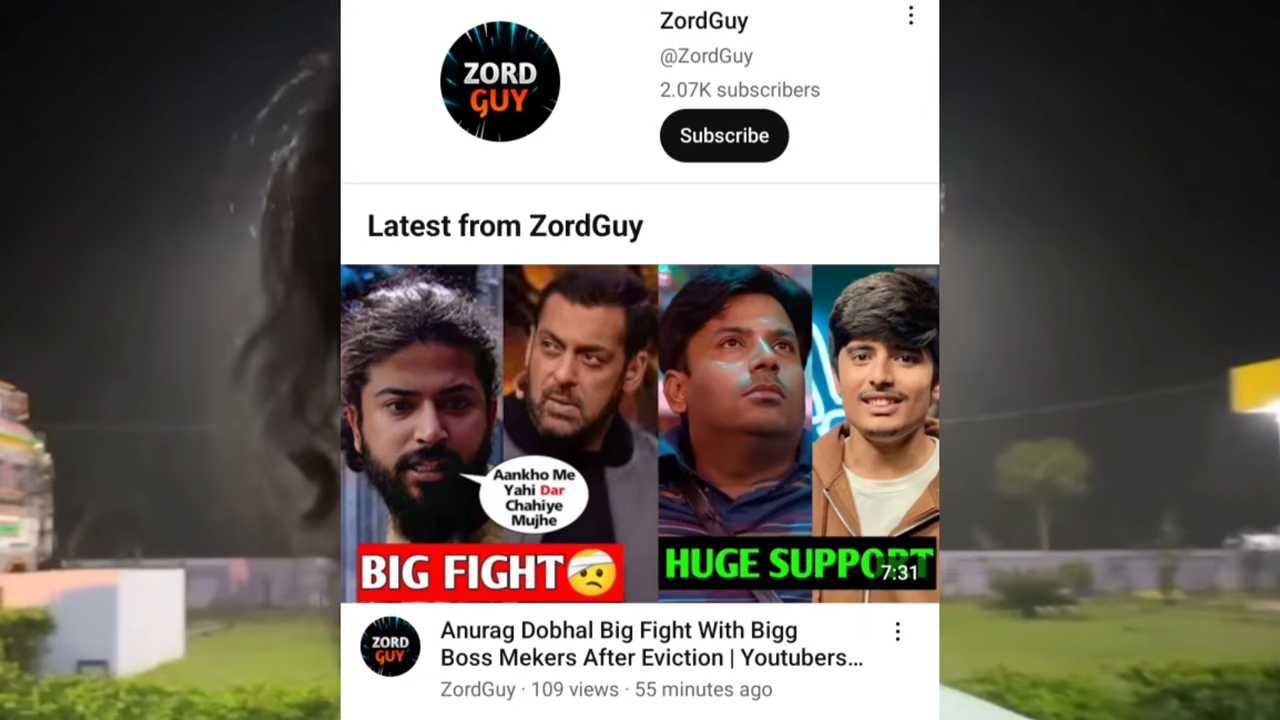 ZORD
GUY
ZordGuy
@ZordGuy
2.07K subscribers
Subscribe
Latest from ZordGuy
Aankho Me
Yahi Dar
Chahiye
Mujhe
BIG FIGHT
HUGE SUPPORT
7:31
ZORD
GUY
Anurag Dobhal Big Fight With Bigg
Boss Mekers After Eviction | Youtubers...
ZordGuy · 109 views · 55 minutes ago